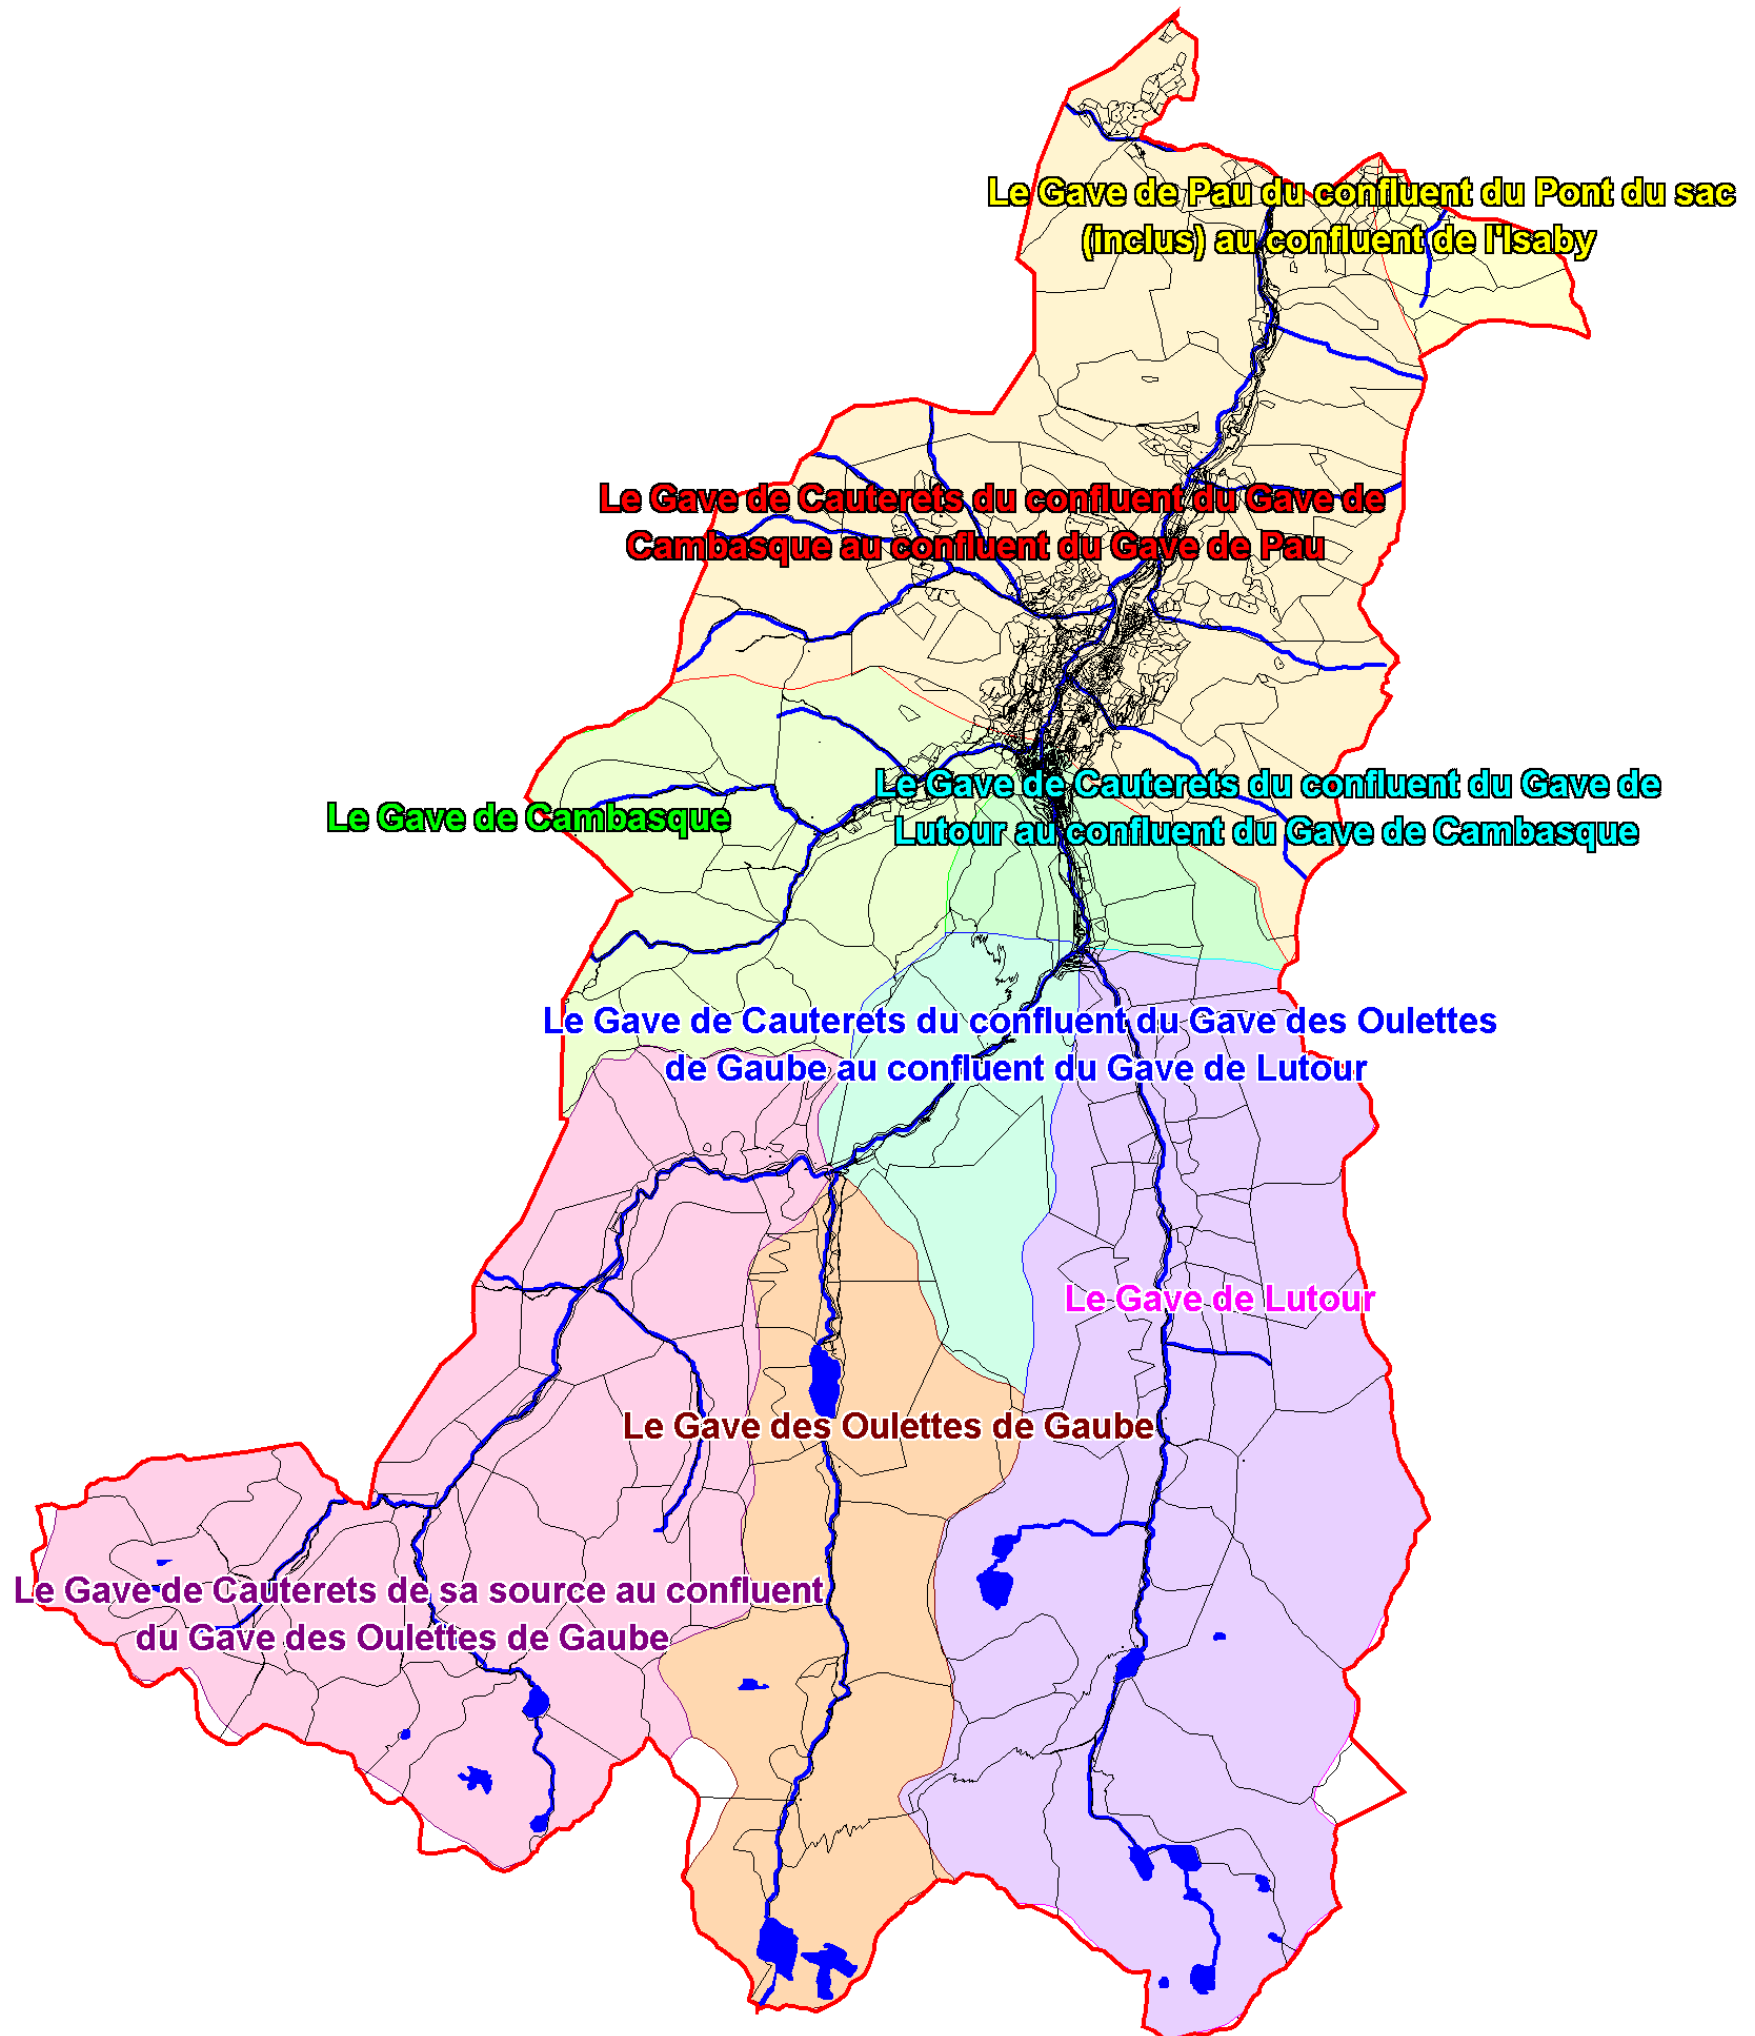 Le Gave de Pau du confluent du Pont du sac
(inclus) au confluent de l'Isaby
Le Gave de Cauterets du confluent du Gave de
Cambasque au confluent du Gave de Pau
Le Gave de Cauterets du confluent du Gave de
Lutour au confluent du Gave de Cambasque
Le Gave de Cambasque
Le Gave de Cauterets du confluent du Gave des Oulettes
de Gaube au confluent du Gave de Lutour
Le Gave de Lutour
Le Gave des Oulettes de Gaube
Le Gave de Cauterets de sa source au confluent
du Gave des Oulettes de Gaube